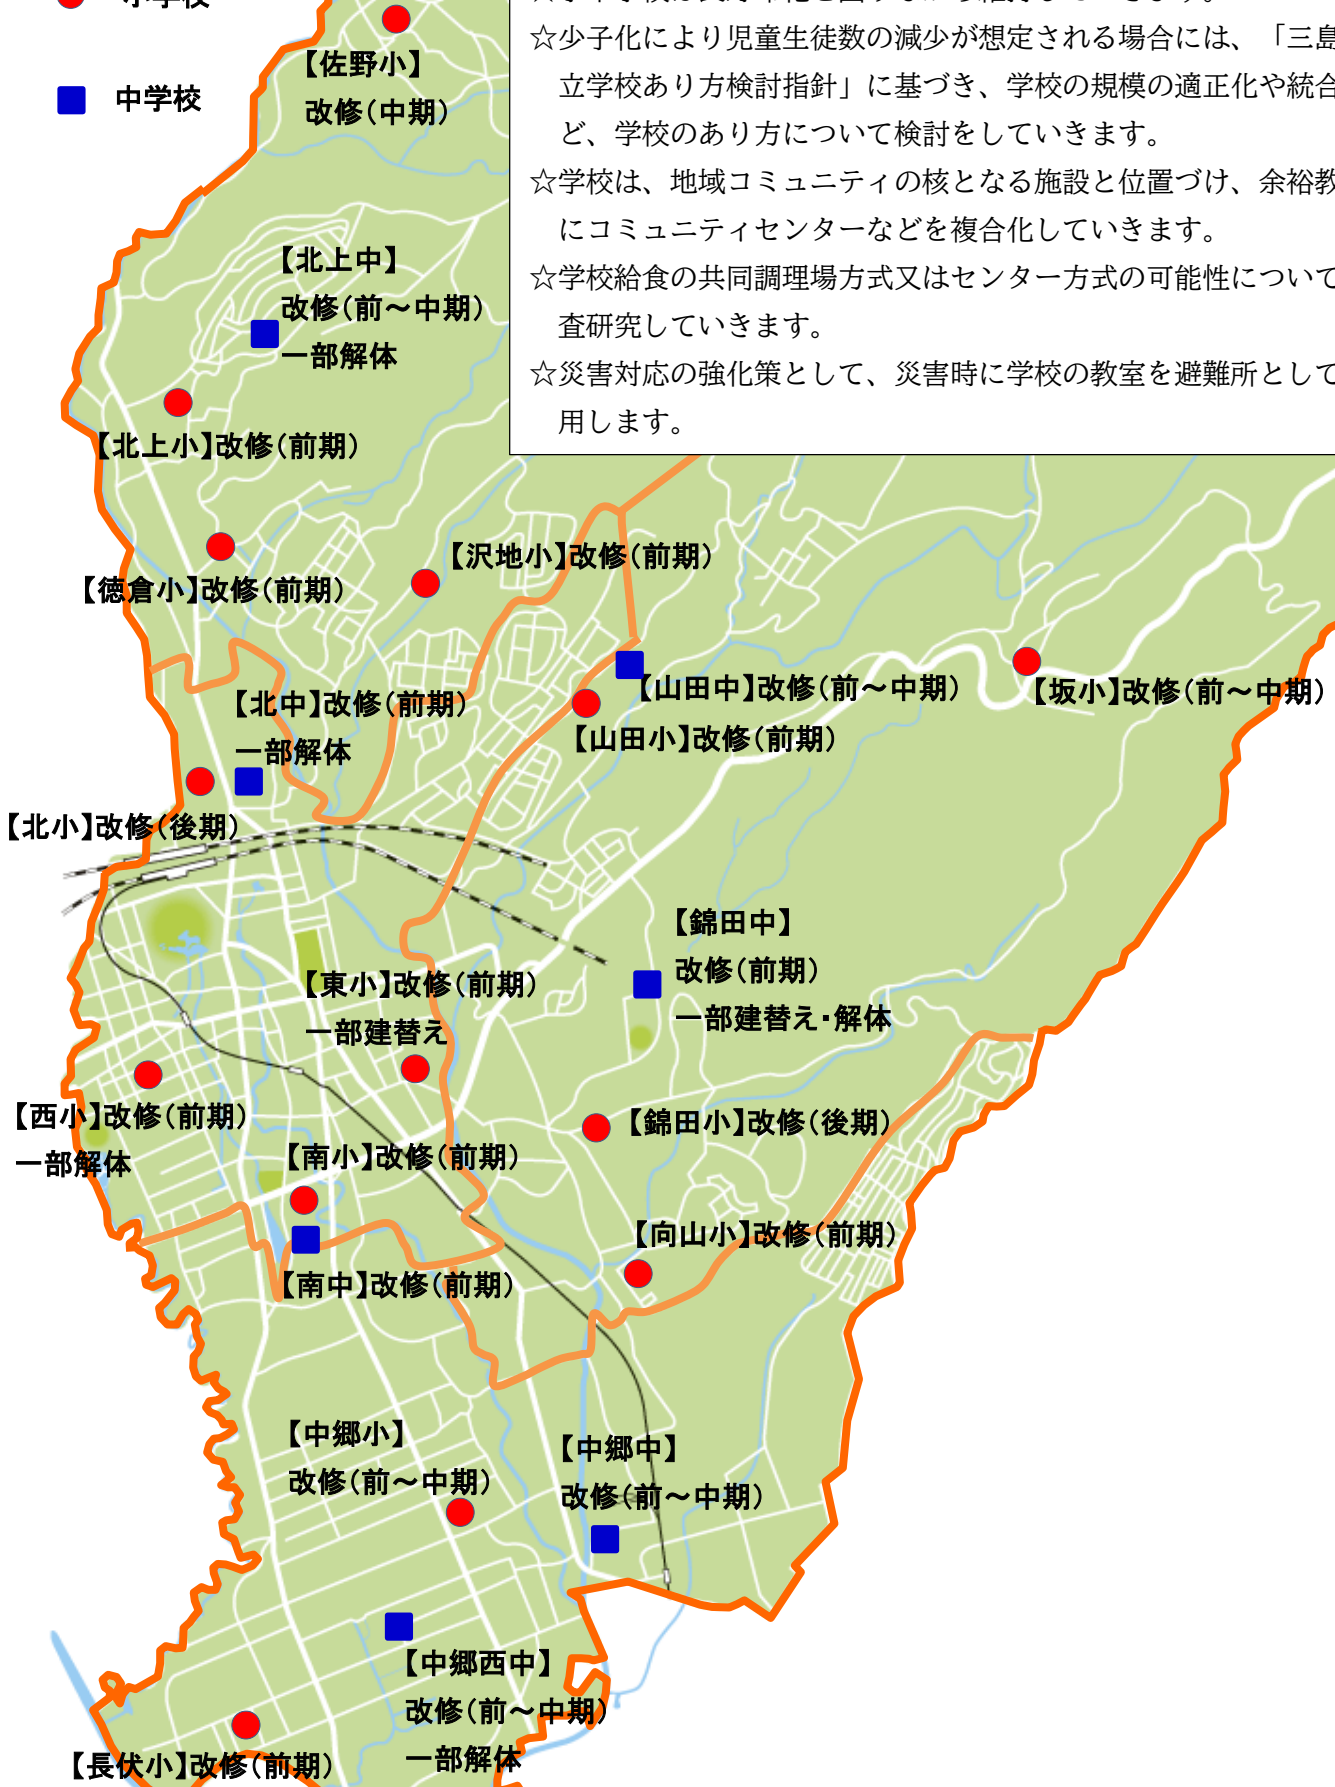 小学校
中学校
☆少子化により児童生徒数の減少が想定される場合には、「三島
立学校あり方検討指針」に基づき、学校の規模の適正化や統合
ど、学校のあり方について検討をしていきます。
☆学校は、地域コミュニティの核となる施設と位置づけ、余裕教
にコミュニティセンターなどを複合化していきます。
☆学校給食の共同調理場方式又はセンター方式の可能性について
査研究していきます。
☆災害対応の強化策として、災害時に学校の教室を避難所として
用します。
【佐野小】
改修(中期)
【北上中】
改修(前～中期)
一部解体
【北上小】改修(前期)
【沢地小】改修(前期)
【徳倉小】改修(前期)
【山田中】改修(前～中期)
【坂小】改修(前～中期)
【北中】改修(前期)
一部解体
【山田小】改修(前期)
【北小】改修(後期)
【錦田中】
改修(前期)
一部建替え・解体
【東小】改修(前期)
一部建替え
【西小】改修(前期)
一部解体
【錦田小】改修(後期)
【南小】改修(前期)
【向山小】改修(前期)
【南中】改修(前期)
【中郷小】
改修(前～中期)
【中郷中】
改修(前～中期)
【中郷西中】
改修(前～中期)
一部解体
【長伏小】改修(前期)